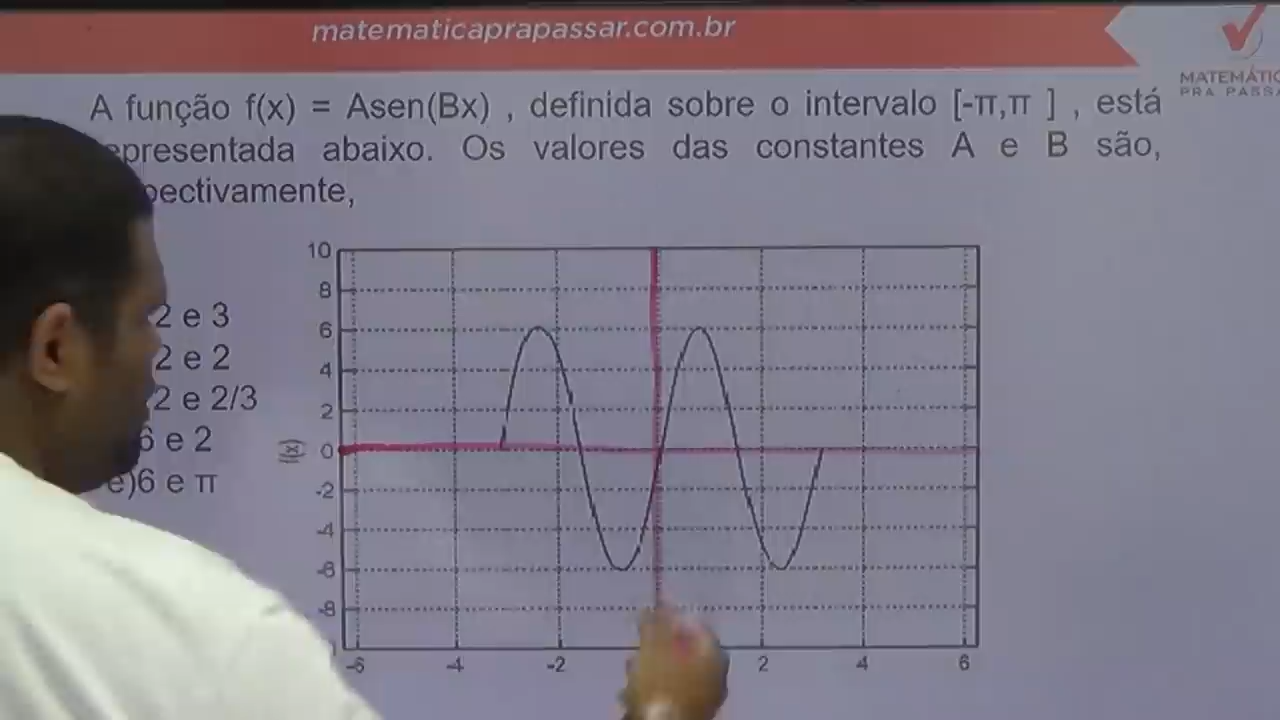 matematicaprapassar.com.br
MATEMÁTIC
PRA PASSA
A função f(x) = Asen(Bx) , definida sobre o intervalo [-π,π ] , está
epresentada abaixo. Os valores das constantes A e B são,
pectivamente,
2 e 3
2 e 2
2 e 2/3
6 e 2
e)6 e π
10
8
6
4
2
f(x) 0
-2
-4
-6
-8
-6 -4 -2 2 4 6